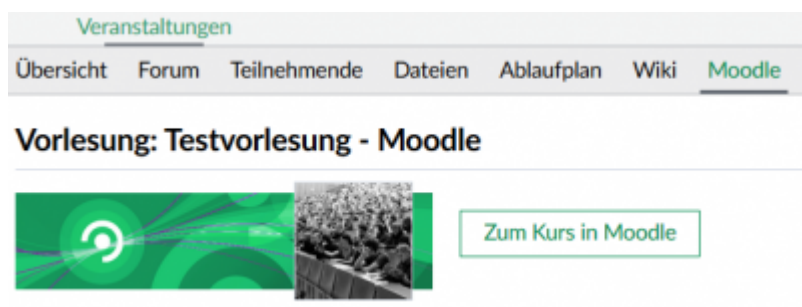 Veranstaltungen
Übersicht Forum Teilnehmende Dateien Ablaufplan Wiki Moodle
Vorlesung: Testvorlesung - Moodle
Zum Kurs in Moodle